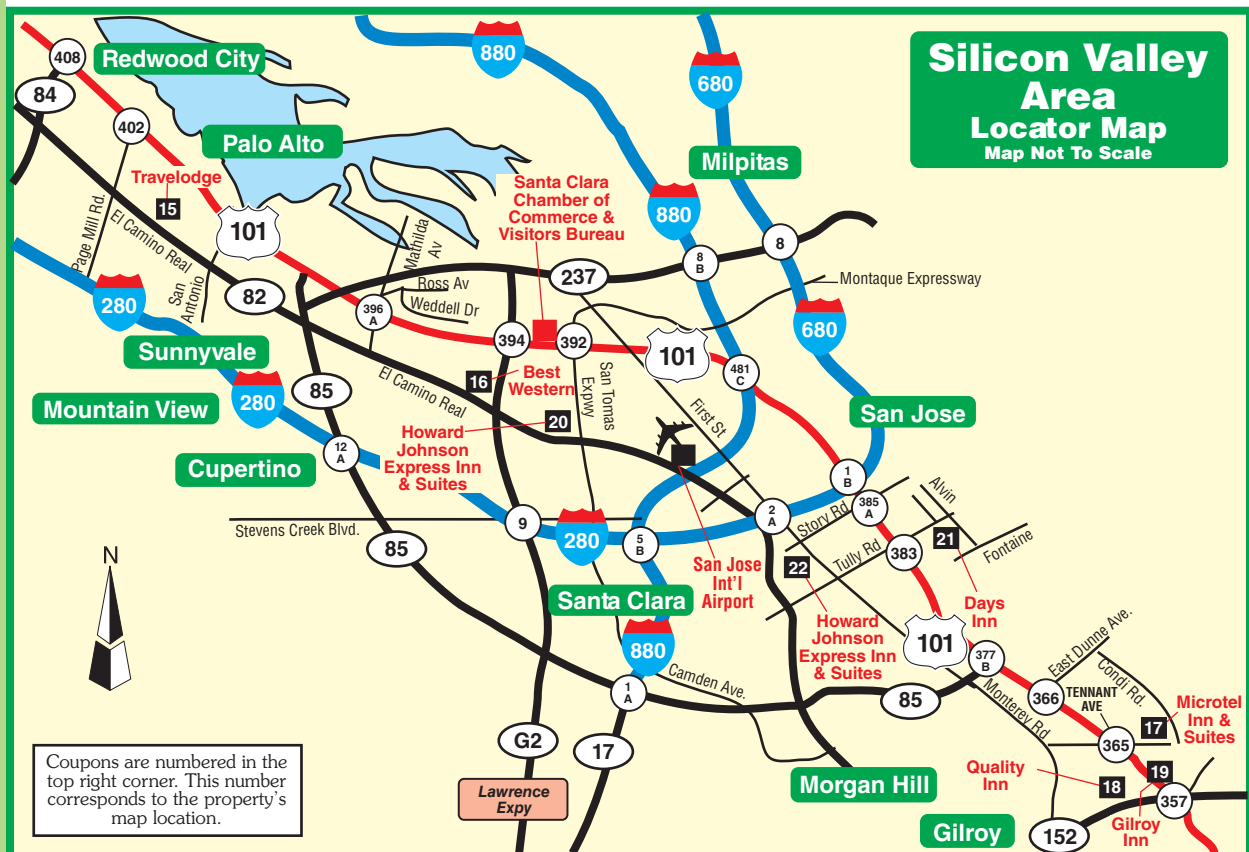 Silicon Valley
Area
Locator Map
Map Not To Scale
408
Redwood City
84
402
Palo Alto
Travelodge
15
Page Mill Rd.
El Camino Real
101
San
Antonio
82
280
Sunnyvale
Mountain View
280
Cupertino
12
A
85
880
680
Milpitas
Santa Clara
Chamber of
Commerce &
Visitors Bureau
880
8
B
8
237
Montaque Expressway
Mathilda
Av
Ross Av
Weddell Dr
396
A
394
392
101
680
481
C
San Jose
16
Best
Western
El Camino Real
20
San Tomas
Expwy
First St
Howard
Johnson
Express Inn
& Suites
1
B
385
A
Alvin
Story Rd
2
A
Tully Rd
383
21
Fontaine
Stevens Creek Blvd.
9
280
5
B
85
San Jose
Int'l
Airport
22
Days
Inn
Santa Clara
Howard
Johnson
Express Inn
& Suites
101
880
377
B
East Dunne Ave.
Condi Rd.
Camden Ave.
1
A
85
Monterey Rd
366
TENNANT
AVE
Microtel
Inn &
Suites
17
365
G2
17
N
Lawrence
Expy
Morgan Hill
Quality
Inn
18
19
357
Gilroy
152
Gilroy
Inn
Coupons are numbered in the
top right corner. This number
corresponds to the property's
map location.